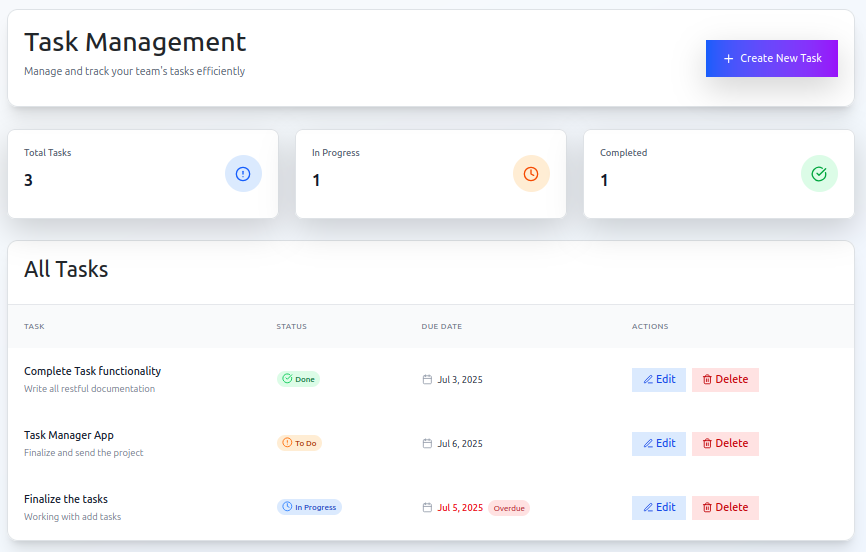 Task Management
Manage and track your team's tasks efficiently
+ Create New Task
Total Tasks
3
In Progress
1
Completed
1
All Tasks
TASK STATUS DUE DATE ACTIONS
Complete Task functionality
Write all restful documentation
Done Jul 3, 2025 Edit Delete
Task Manager App
Finalize and send the project
To Do Jul 6, 2025 Edit Delete
Finalize the tasks
Working with add tasks
In Progress Jul 5, 2025 Overdue Edit Delete